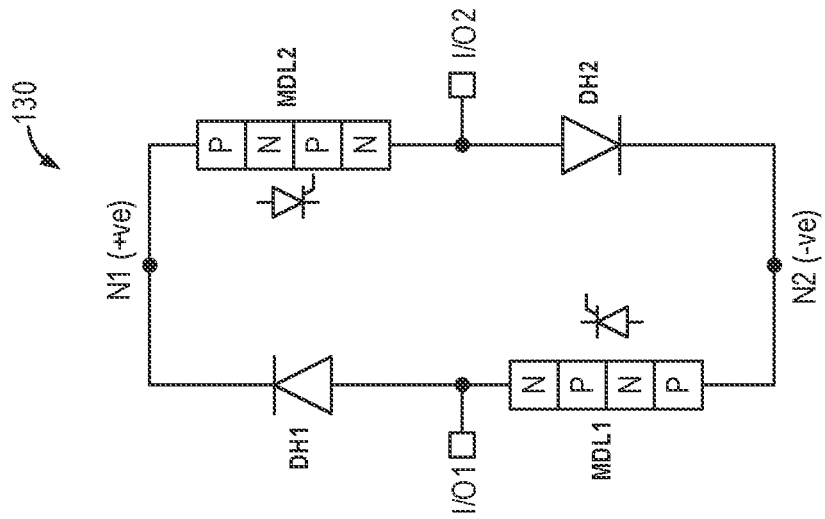 130
N1 (+ve)
MDL2
P
N
P
N
I/O2
DH1
DH2
I/O1
N
P
N
P
MDL1
N2 (-ve)